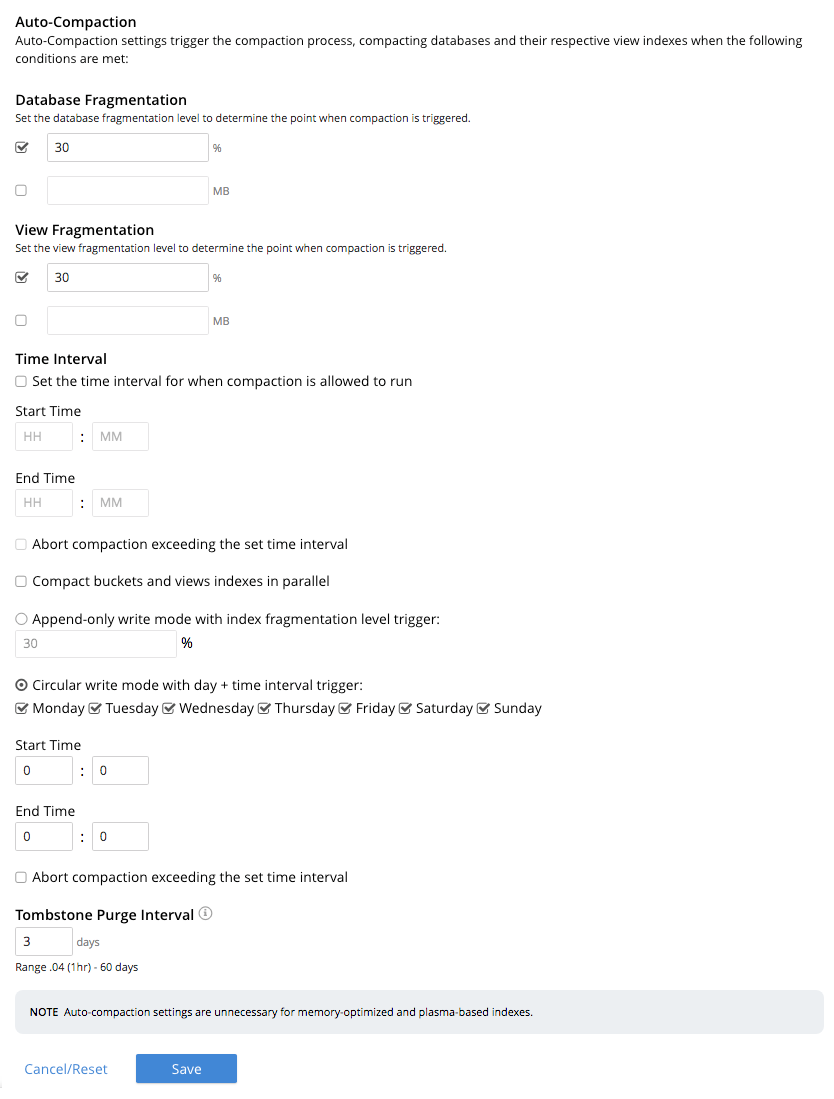 Auto-Compaction
Auto-Compaction settings trigger the compaction process, compacting databases and their respective view indexes when the following
conditions are met:
Database Fragmentation
Set the database fragmentation level to determine the point when compaction is triggered.
30 %
MB
View Fragmentation
Set the view fragmentation level to determine the point when compaction is triggered.
30 %
MB
Time Interval
Set the time interval for when compaction is allowed to run
Start Time
HH : MM
End Time
HH : MM
Abort compaction exceeding the set time interval
Compact buckets and views indexes in parallel
Append-only write mode with index fragmentation level trigger:
30 %
Circular write mode with day + time interval trigger:
Monday Tuesday Wednesday Thursday Friday Saturday Sunday
Start Time
0 : 0
End Time
0 : 0
Abort compaction exceeding the set time interval
Tombstone Purge Interval
3 days
Range .04 (1hr) - 60 days
NOTE Auto-compaction settings are unnecessary for memory-optimized and plasma-based indexes.
Cancel/Reset Save